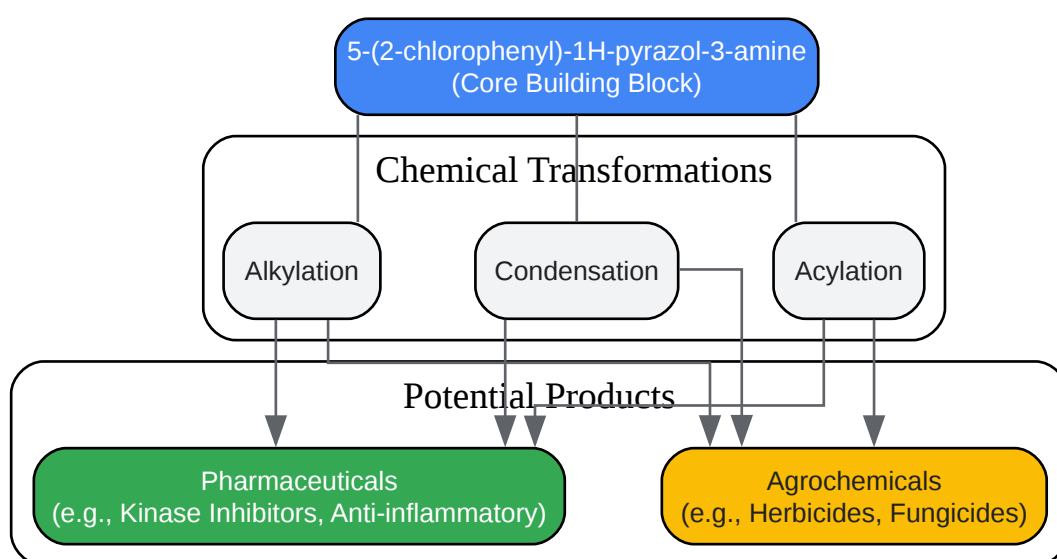 5-(2-chlorophenyl)-1H-pyrazol-3-amine
(Core Building Block)
Chemical Transformations
Alkylation
Condensation
Acylation
Potential Products
Pharmaceuticals
(e.g., Kinase Inhibitors, Anti-inflammatory)
Agrochemicals
(e.g., Herbicides, Fungicides)